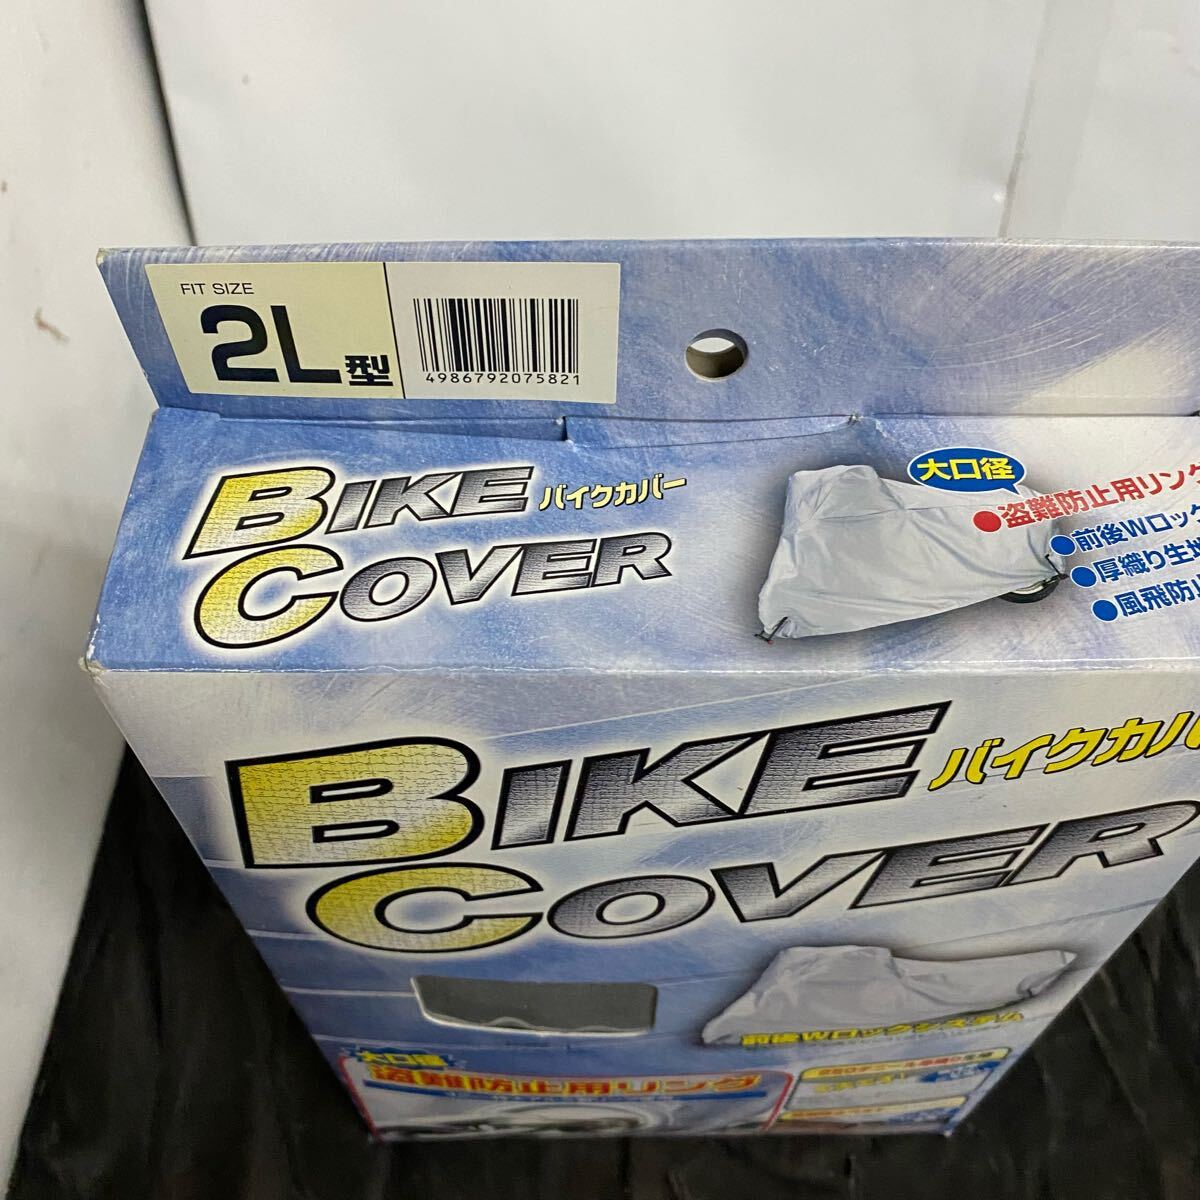 FIT SIZE
2L型
4986792075821
BIKE バイクカバー
COVER
大口径
●盗難防止用リング
●前後Wロック
●厚織り生地
●風飛防止
BIKE バイクカバ
COVER
前後Wロックシステム
大口径
盗難防止用リング